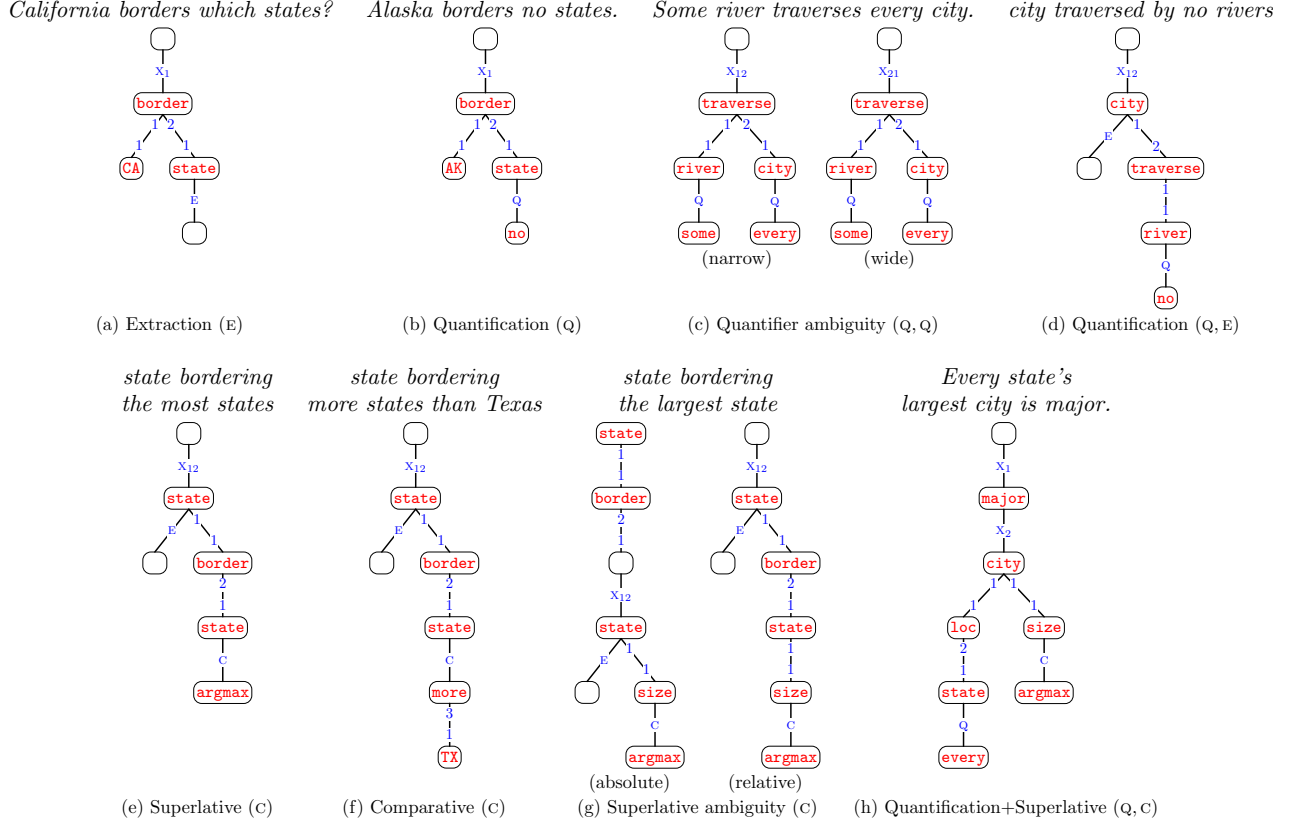 California borders which states?
Alaska borders no states.
Some river traverses every city.
city traversed by no rivers
X₁
X₁
X₁₂
X₂₁
X₁₂
border
border
traverse
traverse
city
1 2
1 2
1 2
1 2
E 1
1 1
1 1
1 1
1 1
2
CA state
AK state
river city
river city
traverse
E
Q
Q Q
Q Q
1
1
no
some every
some every
river
(narrow)
(wide)
Q
no
(a) Extraction (E)
(b) Quantification (Q)
(c) Quantifier ambiguity (Q, Q)
(d) Quantification (Q, E)
state bordering
the most states
state bordering
more states than Texas
state bordering
the largest state
Every state's
largest city is major.
X₁₂
state
E 1
1
border
2
1
state
C
argmax
X₁₂
state
E 1
1
border
2
1
state
C
more
3
1
TX
state
1
1
border
2
1
X₁₂
state
E 1
1
size
C
argmax
(absolute)
X₁₂
state
E 1
1
border
2
1
state
1
1
size
C
argmax
(relative)
X₁
major
X₂
city
1 1
1 1
loc size
2 C
1
state argmax
Q
every
(e) Superlative (C)
(f) Comparative (C)
(g) Superlative ambiguity (C)
(h) Quantification+Superlative (Q, C)